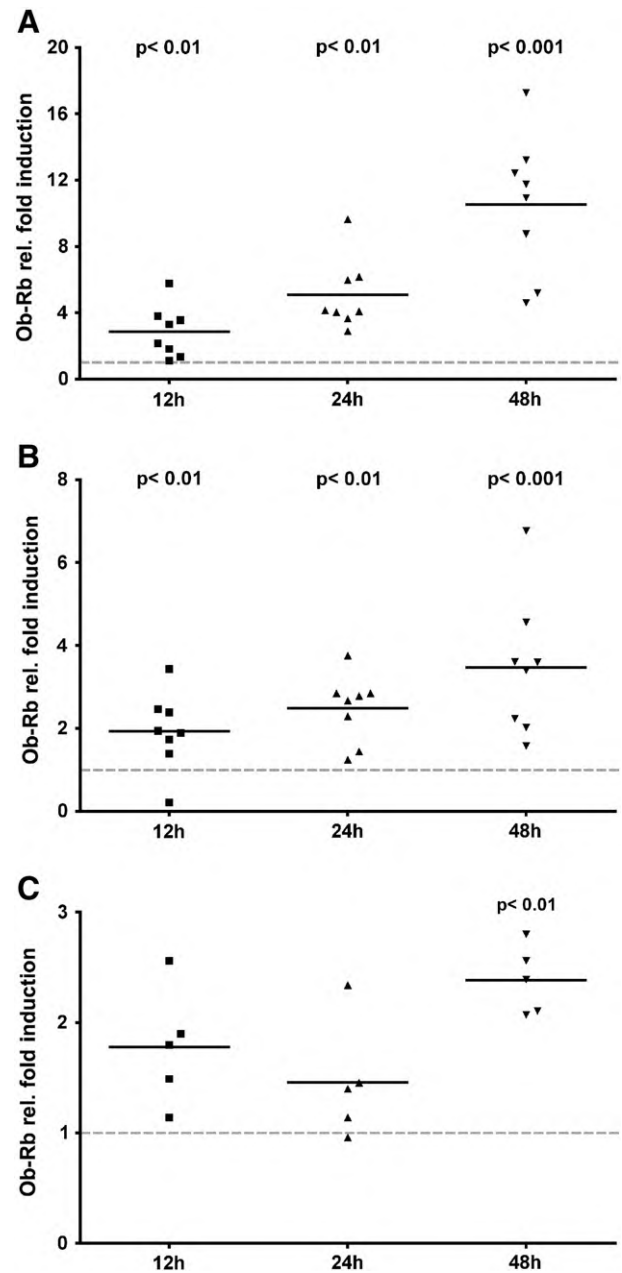 A
p< 0.01 p< 0.01 p< 0.001
Ob-Rb rel. fold induction
20
16
12
8
4
0
12h 24h 48h
B
p< 0.01 p< 0.01 p< 0.001
Ob-Rb rel. fold induction
8
6
4
2
0
12h 24h 48h
C
p< 0.01
Ob-Rb rel. fold induction
3
2
1
0
12h 24h 48h